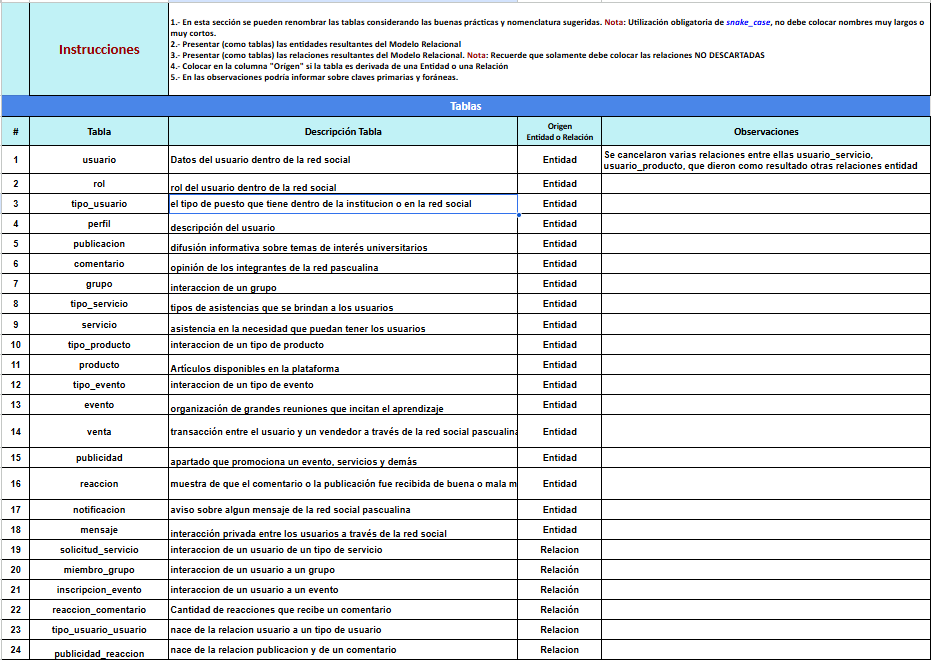 Instrucciones
1.- En esta sección se pueden renombrar las tablas considerando las buenas prácticas y nomenclatura sugeridas. Nota: Utilización obligatoria de snake_case, no debe colocar nombres muy largos o
muy cortos.
2.- Presentar (como tablas) las entidades resultantes del Modelo Relacional
3.- Presentar (como tablas) las relaciones resultantes del Modelo Relacional. Nota: Recuerde que solamente debe colocar las relaciones NO DESCARTADAS
4.- Colocar en la columna "Origen" si la tabla es derivada de una Entidad o una Relación
5.- En las observaciones podría informar sobre claves primarias y foráneas.
Tablas
# Tabla Descripción Tabla Origen Entidad o Relación Observaciones
1 usuario Datos del usuario dentro de la red social Entidad Se cancelaron varias relaciones entre ellas usuario_servicio,
usuario_producto, que dieron como resultado otras relaciones entidad
2 rol rol del usuario dentro de la red social Entidad
3 tipo_usuario el tipo de puesto que tiene dentro de la institucion o en la red social Entidad
4 perfil descripción del usuario Entidad
5 publicacion difusión informativa sobre temas de interés universitarios Entidad
6 comentario opinión de los integrantes de la red pascualina Entidad
7 grupo interaccion de un grupo Entidad
8 tipo_servicio tipos de asistencias que se brindan a los usuarios Entidad
9 servicio asistencia en la necesidad que puedan tener los usuarios Entidad
10 tipo_producto interaccion de un tipo de producto Entidad
11 producto Artículos disponibles en la plataforma Entidad
12 tipo_evento interaccion de un tipo de evento Entidad
13 evento organización de grandes reuniones que incitan el aprendizaje Entidad
14 venta transacción entre el usuario y un vendedor a través de la red social pascualina Entidad
15 publicidad apartado que promociona un evento, servicios y demás Entidad
16 reaccion muestra de que el comentario o la publicación fue recibida de buena o mala m Entidad
17 notificacion aviso sobre algun mensaje de la red social pascualina Entidad
18 mensaje interacción privada entre los usuarios a través de la red social Entidad
19 solicitud_servicio interaccion de un usuario de un tipo de servicio Relacion
20 miembro_grupo interaccion de un usuario a un grupo Relación
21 inscripcion_evento interaccion de un usuario a un evento Relación
22 reaccion_comentario Cantidad de reacciones que recibe un comentario Relación
23 tipo_usuario_usuario nace de la relacion usuario a un tipo de usuario Relacion
24 publicidad_reaccion nace de la relacion publicacion y de un comentario Relacion